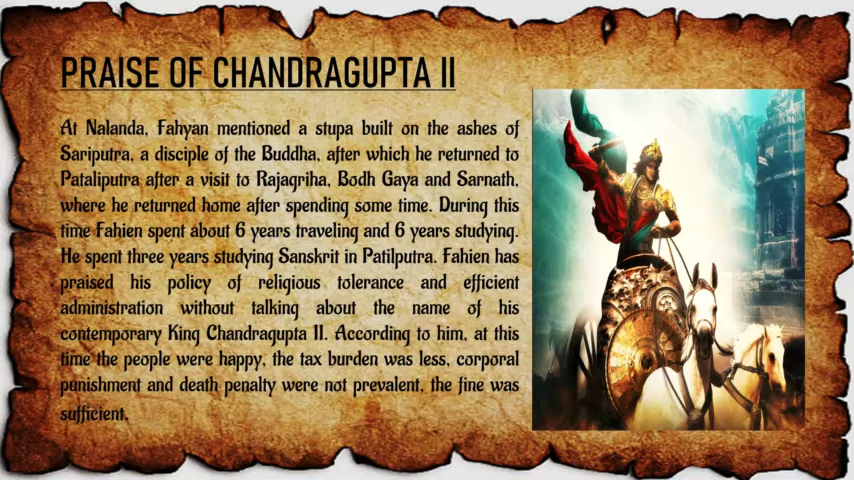 PRAISE OF CHANDRAGUPTA II
At Nalanda, Fahyan mentioned a stupa built on the ashes of
Sariputra, a disciple of the Buddha, after which he returned to
Pataliputra after a visit to Rajagriha, Bodh Gaya and Sarnath,
where he returned home after spending some time. During this
time Fahien spent about 6 years traveling and 6 years studying.
He spent three years studying Sanskrit in Patilputra. Fahien has
praised his policy of religious tolerance and efficient
administration without talking about the name of his
contemporary King Chandragupta II. According to him, at this
time the people were happy, the tax burden was less, corporal
punishment and death penalty were not prevalent, the fine was
sufficient.